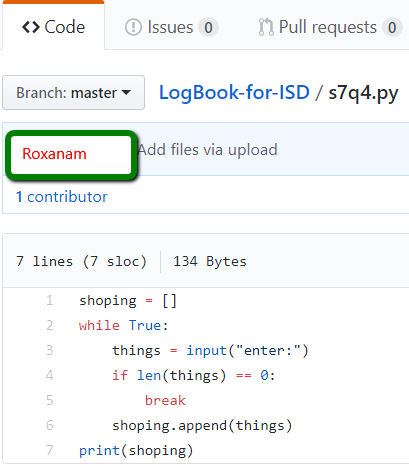 Code Issues 0 Pull requests 0
Branch: master LogBook-for-ISD / s7q4.py
Roxanam Add files via upload
1 contributor
7 lines (7 sloc) 134 Bytes
1 shoping = []
2 while True:
3 things = input("enter:")
4 if len(things) == 0:
5 break
6 shoping.append(things)
7 print(shoping)